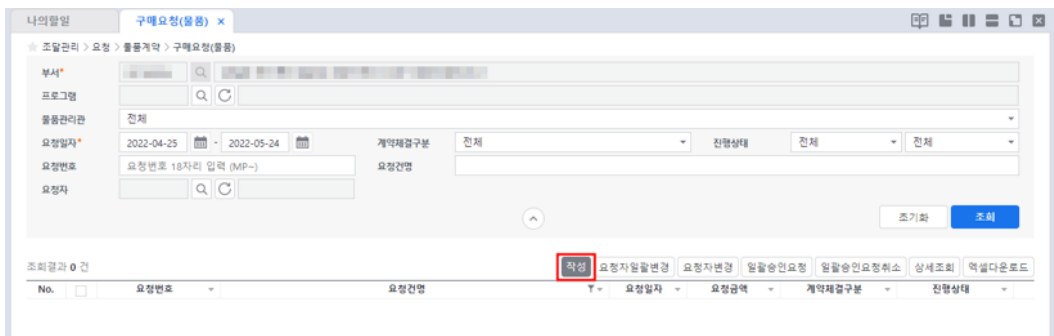 나의할일 구매요청(물품) ×
조달관리 > 요청 > 물품계약 > 구매요청(물품)
부서*
프로그램
물품관리관 전체
요청일자* 2022-04-25 - 2022-05-24 계약체결구분 전체 진행상태 전체 전체
요청번호 요청번호 18자리 입력 (MP~) 요청건명
요청자
초기화 조회
조회결과 0 건 작성 요청자일괄변경 요청자변경 일괄승인요청 일괄승인요청취소 상세조회 엑셀다운로드
No. 요청번호 요청건명 요청일자 요청금액 계약체결구분 진행상태